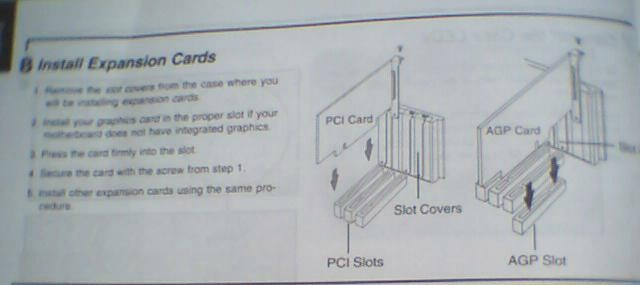 8 Install Expansion Cards
1. Remove the slot covers from the case where you
will be installing expansion cards.
2. Install your graphics card in the proper slot if your
motherboard does not have integrated graphics.
3. Press the card firmly into the slot.
4. Secure the card with the screw from step 1.
5. Install other expansion cards using the same pro-
cedure.
PCI Card
Slot Covers
PCI Slots
AGP Card
AGP Slot